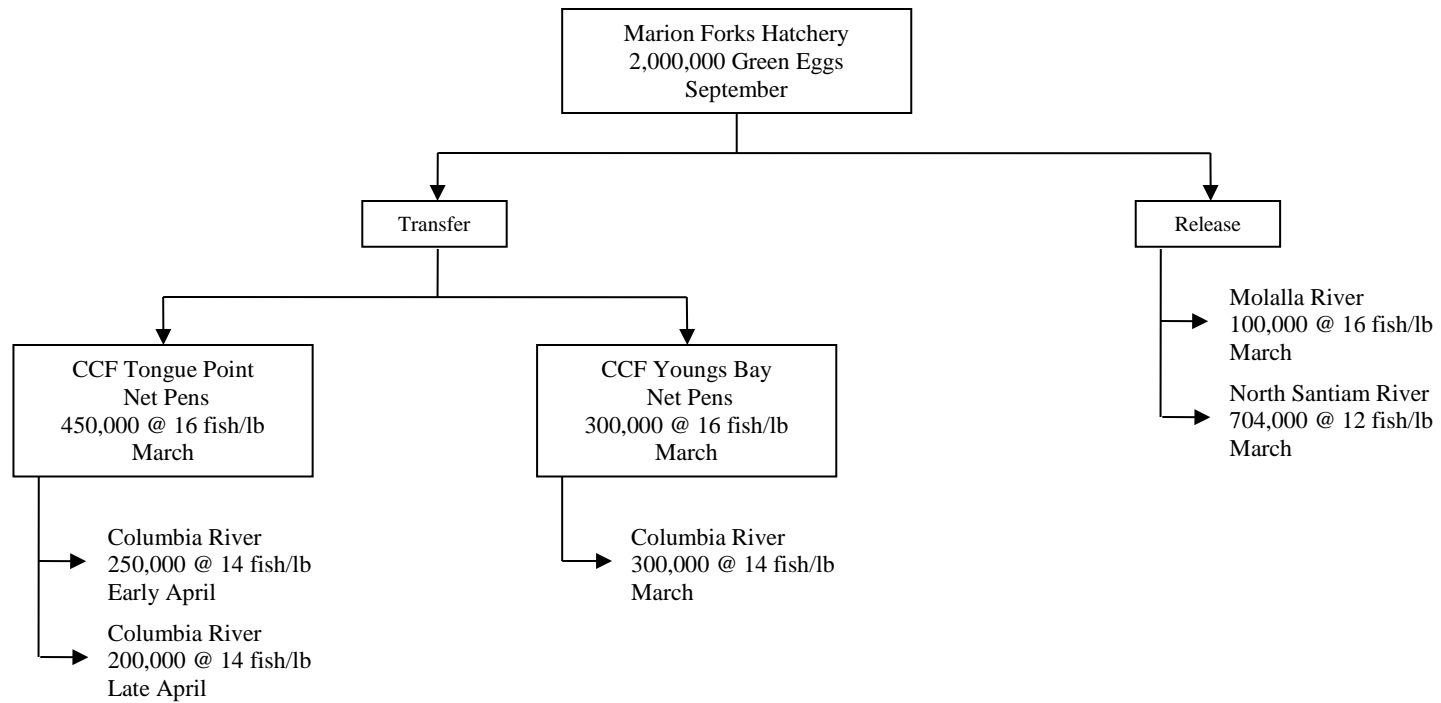 Marion Forks Hatchery
2,000,000 Green Eggs
September
Transfer
Release
Molalla River
100,000 @ 16 fish/lb
March
North Santiam River
704,000 @ 12 fish/lb
March
CCF Tongue Point
Net Pens
450,000 @ 16 fish/lb
March
CCF Youngs Bay
Net Pens
300,000 @ 16 fish/lb
March
Columbia River
250,000 @ 14 fish/lb
Early April
Columbia River
200,000 @ 14 fish/lb
Late April
Columbia River
300,000 @ 14 fish/lb
March